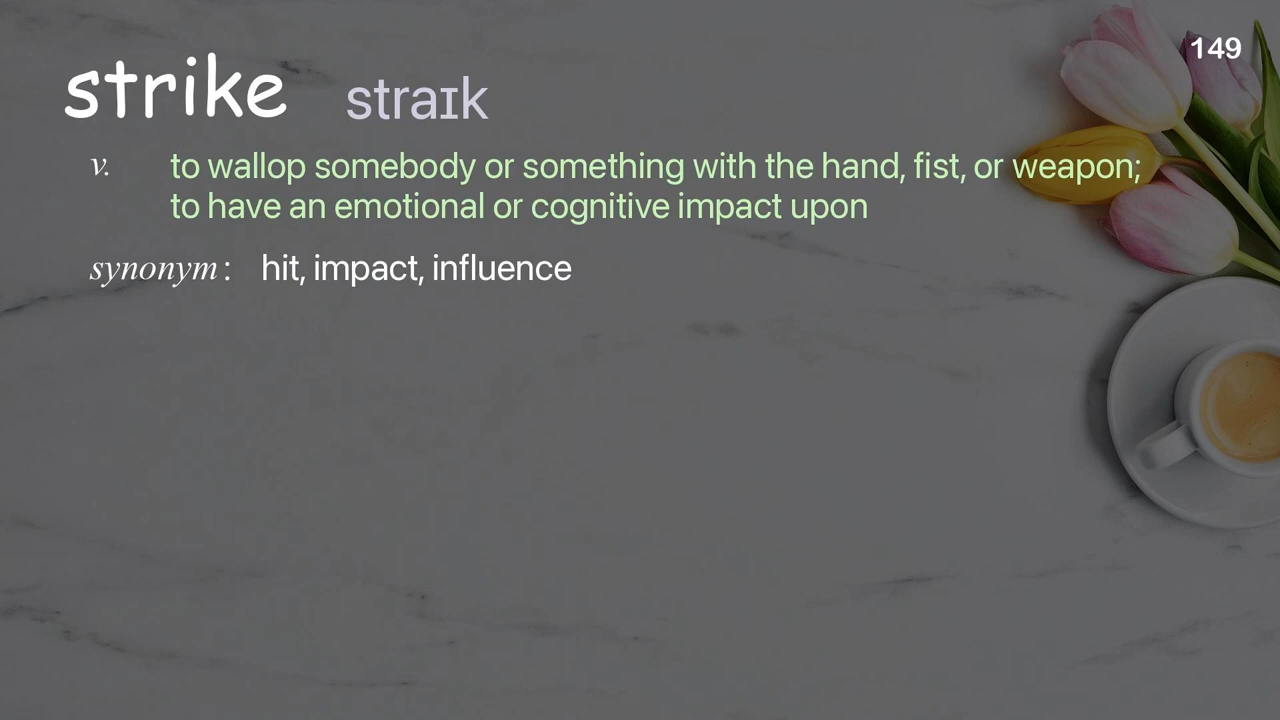 149
strike straɪk
v. to wallop somebody or something with the hand, fist, or weapon;
to have an emotional or cognitive impact upon
synonym: hit, impact, influence